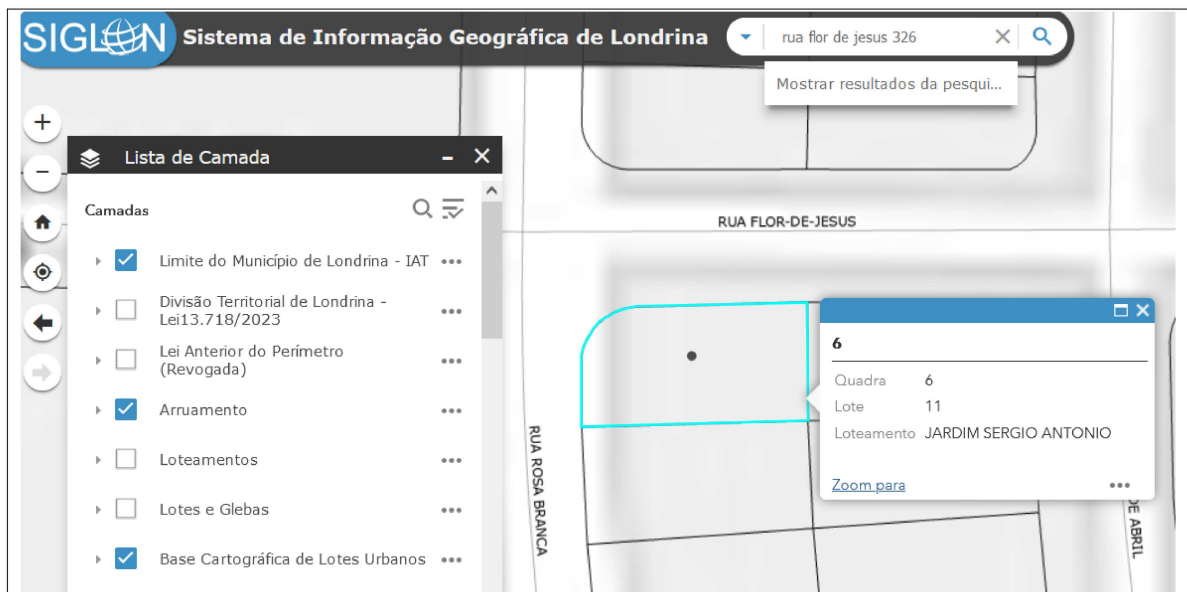 SIGLON Sistema de Informação Geográfica de Londrina
rua flor de jesus 326
Mostrar resultados da pesqui...
Lista de Camada
Camadas
Limite do Município de Londrina - IAT
Divisão Territorial de Londrina -
Lei13.718/2023
Lei Anterior do Perímetro
(Revogada)
Arruamento
Loteamentos
Lotes e Glebas
Base Cartográfica de Lotes Urbanos
RUA FLOR-DE-JESUS
RUA ROSA BRANCA
6
Quadra 6
Lote 11
Loteamento JARDIM SERGIO ANTONIO
Zoom para
DE ABRIL